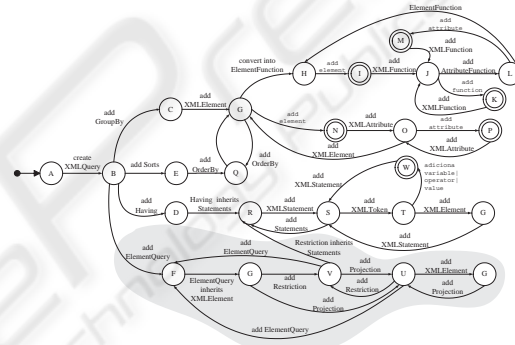 ElementFunction
add
attribute
M
add
XMLFunction
add
AttributeFunction
convert into
ElementFunction
H
add
element
I
add
XMLFunction
J
L
add
function
K
add
XMLFunction
add
GroupBy
C
add
XMLElement
G
add
element
N
add
XMLAttribute
O
add
attribute
P
add
XMLAttribute
add
XMLElement
A
create
XMLQuery
B
add Sorts
E
add
OrderBy
Q
add
OrderBy
add
Having
D
Having inherits
Statements
R
add
XMLStatement
add
Statements
S
add
XMLStatement
W
adiciona
variable|
operator|
value
add
XMLToken
T
add
XMLElement
G
add
XMLStatement
add
ElementQuery
add
ElementQuery
Restriction inherits
Statements
F
ElementQuery
inherits
XMLElement
G
add
Restriction
V
add
Projection
add
Restriction
U
add
XMLElement
G
add
Projection
add
Projection
add ElementQuery